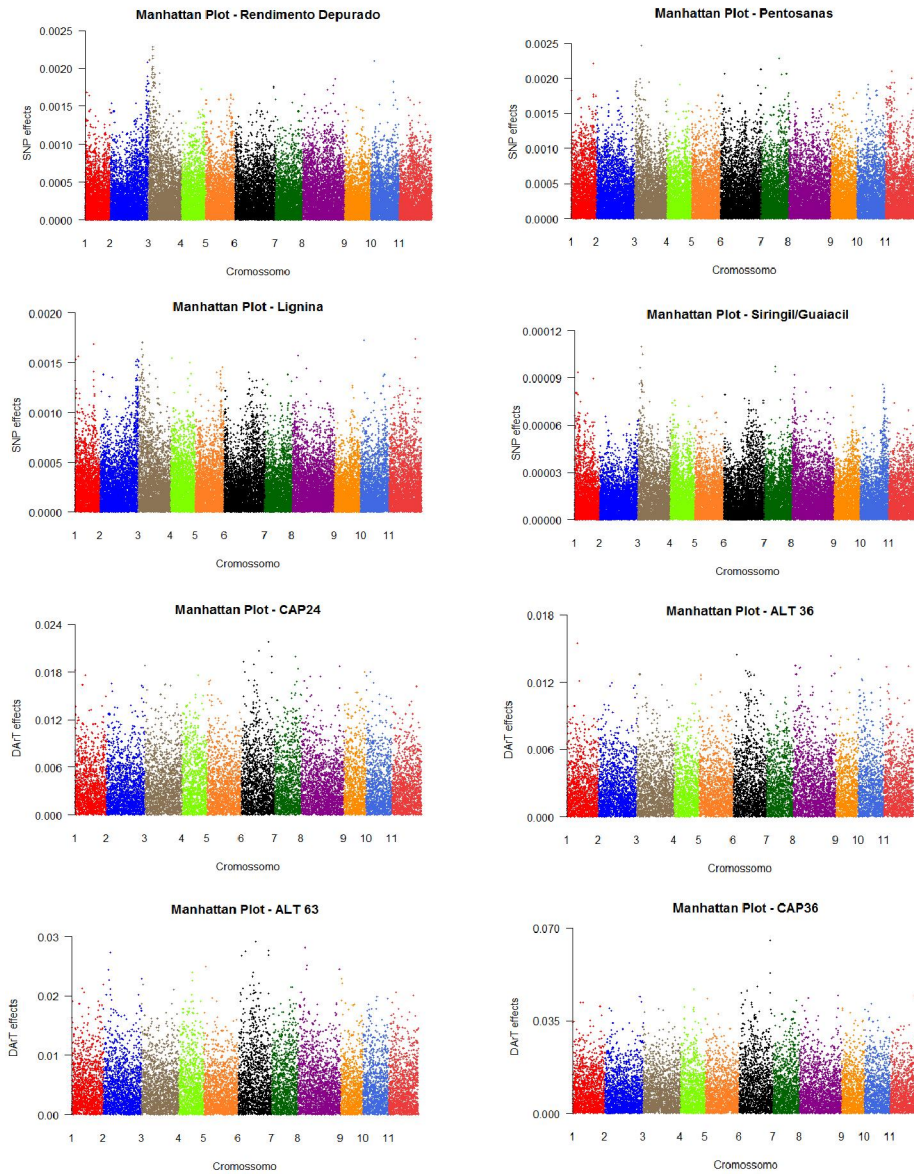 Manhattan Plot - Rendimento Depurado
0.0025
0.0020
0.0015
0.0010
0.0005
0.0000
SNP effects
1 2 3 4 5 6 7 8 9 10 11
Cromossomo
Manhattan Plot - Pentosanas
0.0025
0.0020
0.0015
0.0010
0.0005
0.0000
SNP effects
1 2 3 4 5 6 7 8 9 10 11
Cromossomo
Manhattan Plot - Lignina
0.0020
0.0015
0.0010
0.0005
0.0000
SNP effects
1 2 3 4 5 6 7 8 9 10 11
Cromossomo
Manhattan Plot - Siringil/Guaiacil
0.00012
0.00009
0.00006
0.00003
0.00000
SNP effects
1 2 3 4 5 6 7 8 9 10 11
Cromossomo
Manhattan Plot - CAP24
0.024
0.018
0.012
0.006
0.000
DArT effects
1 2 3 4 5 6 7 8 9 10 11
Cromossomo
Manhattan Plot - ALT 36
0.018
0.012
0.006
0.000
DArT effects
1 2 3 4 5 6 7 8 9 10 11
Cromossomo
Manhattan Plot - ALT 63
0.03
0.02
0.01
0.00
DArT effects
1 2 3 4 5 6 7 8 9 10 11
Cromossomo
Manhattan Plot - CAP36
0.070
0.035
0.000
DArT effects
1 2 3 4 5 6 7 8 9 10 11
Cromossomo